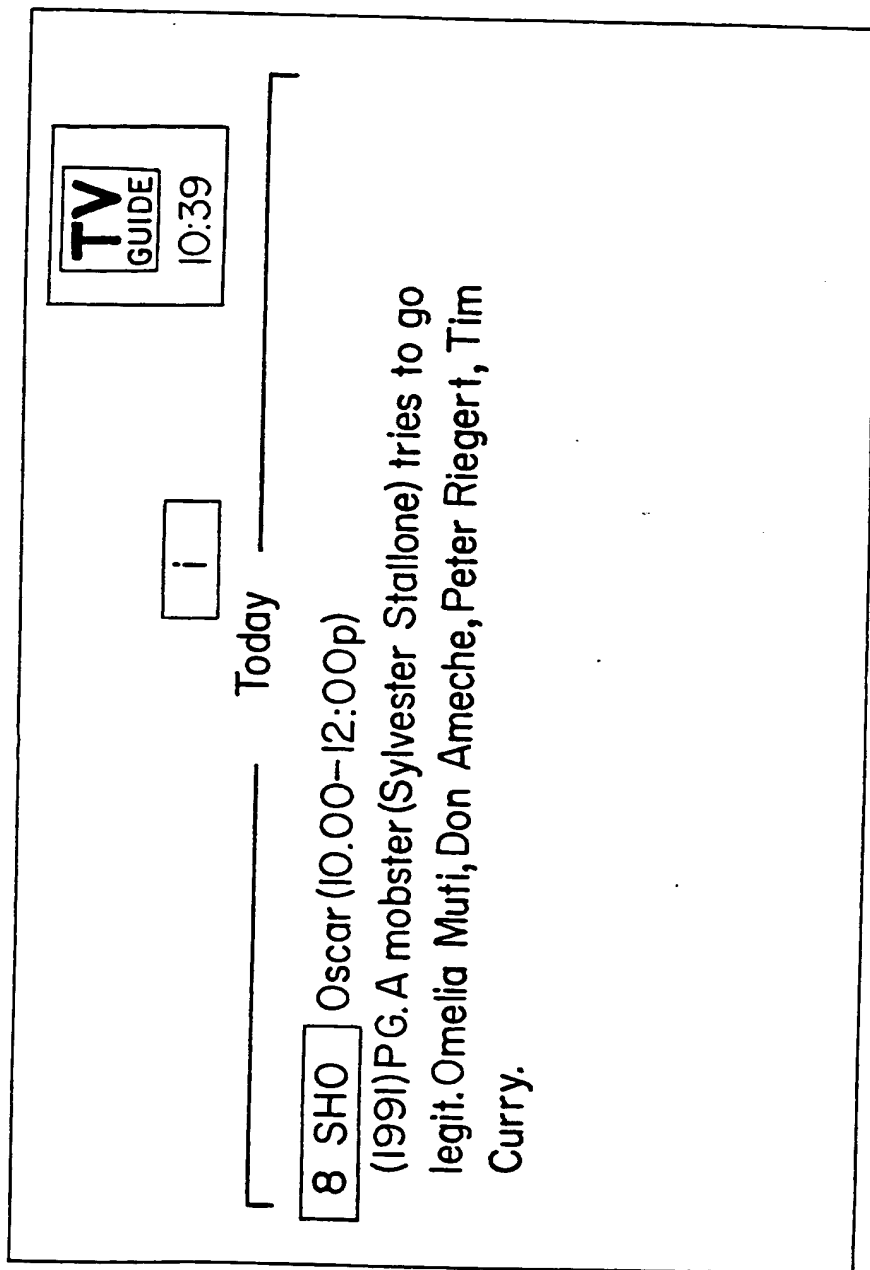 TV
GUIDE
10:39
i
Today
8 SHO Oscar (10.00-12:00p)
(1991) PG. A mobster (Sylvester Stallone) tries to go
legit. Omelia Muti, Don Ameche, Peter Riegert, Tim
Curry.